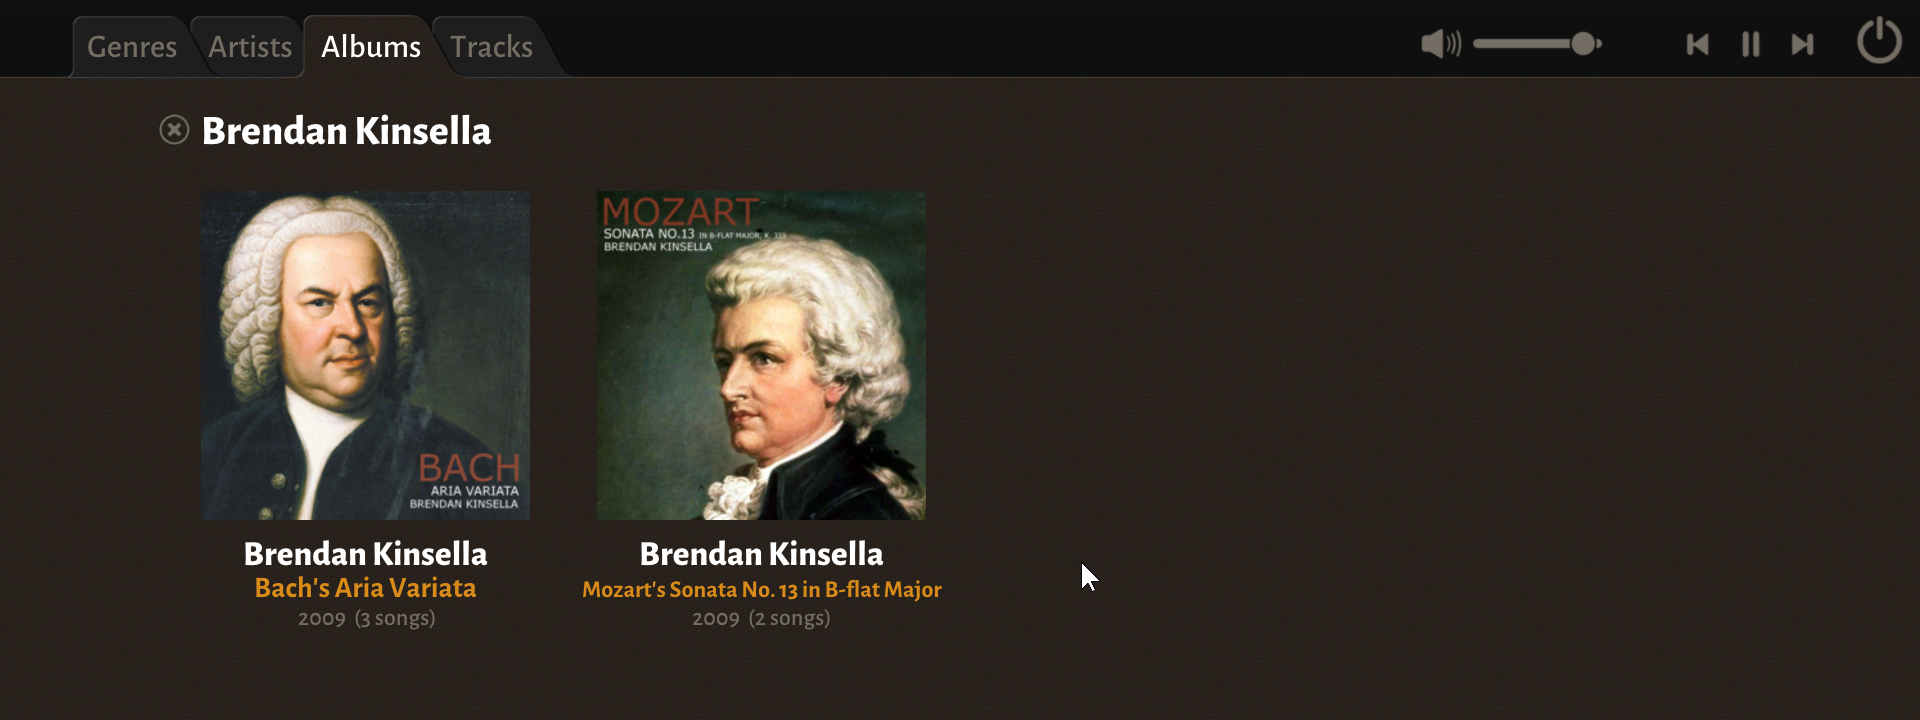 Genres Artists Albums Tracks
Brendan Kinsella
BACH
ARIA VARIATA
BRENDAN KINSELLA
Brendan Kinsella
Bach's Aria Variata
2009 (3 songs)
MOZART
SONATA NO.13 IN B-FLAT MAJOR, K. 333
BRENDAN KINSELLA
Brendan Kinsella
Mozart's Sonata No. 13 in B-flat Major
2009 (2 songs)